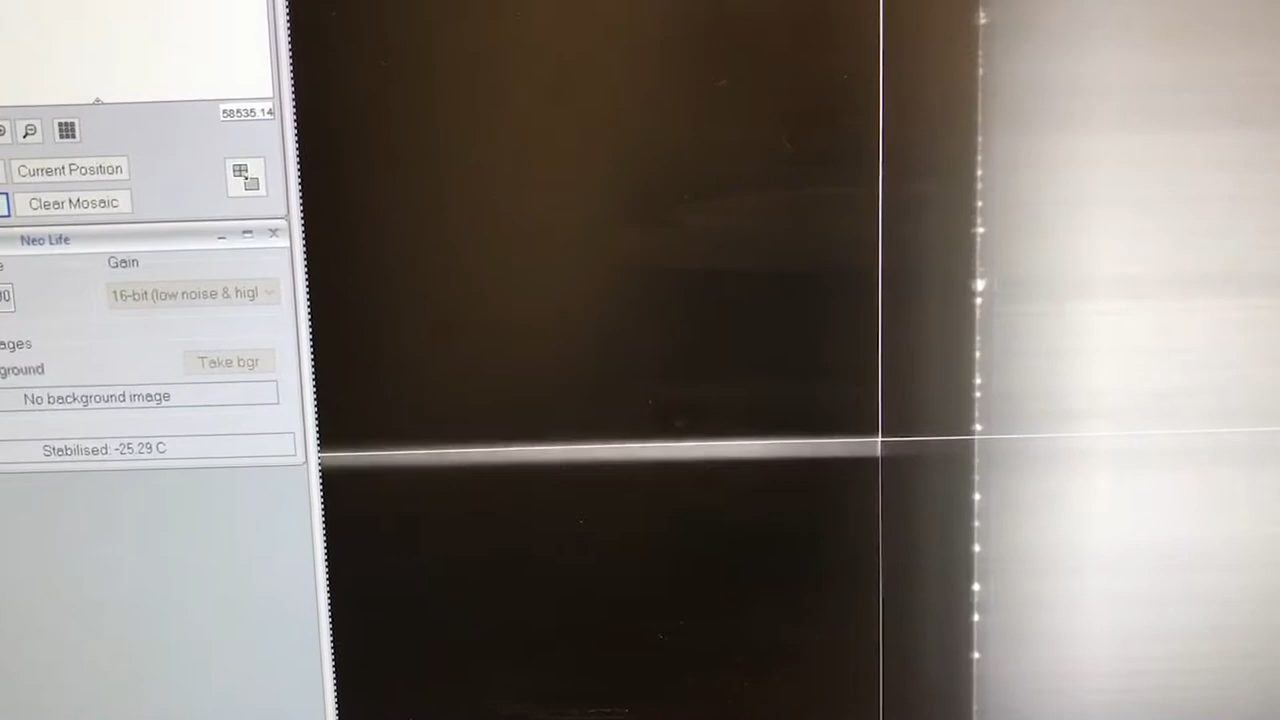 58535.14
Current Position
Clear Mosaic
Neo Life
Gain
16-bit (low noise & higl
ages
ground
Take bgr
No background image
Stabilised: -25.29 C